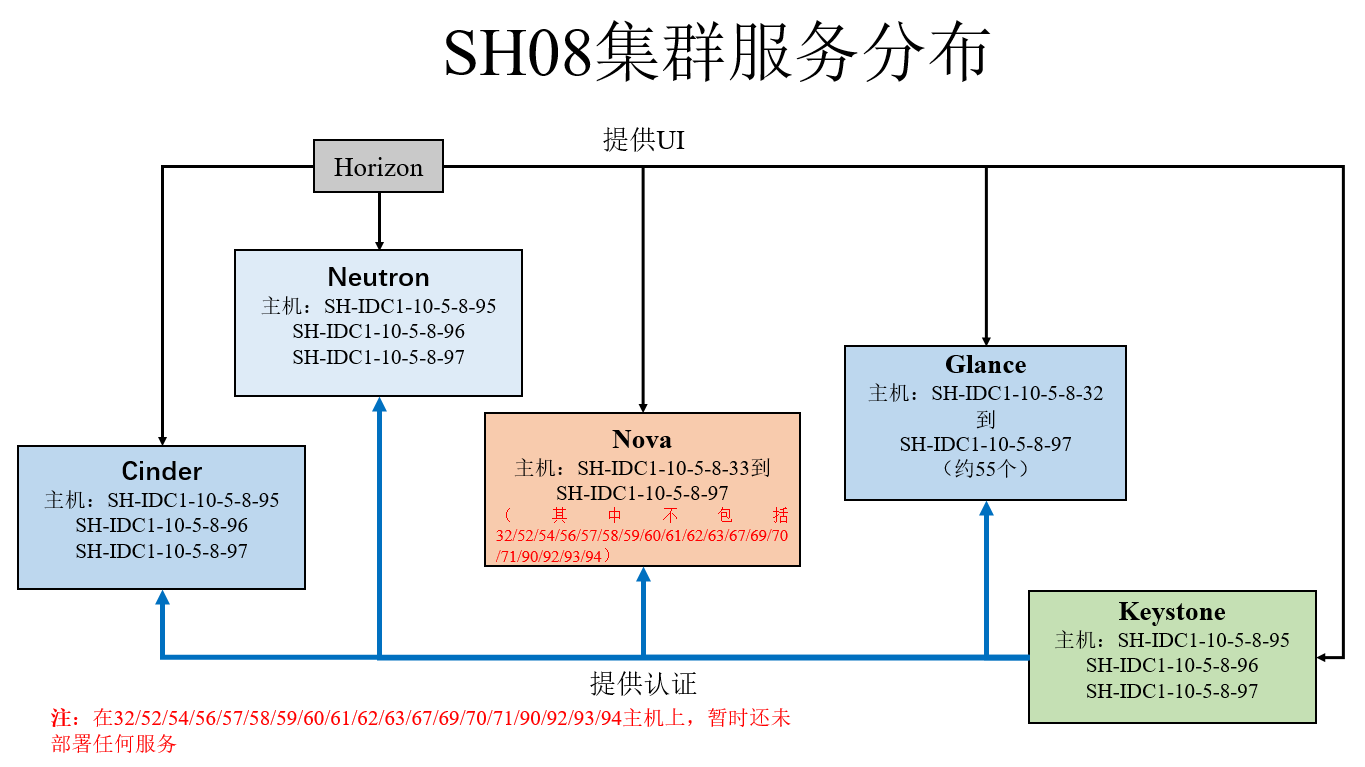 SH08集群服务分布
提供UI
Horizon
Neutron
主机：SH-IDC1-10-5-8-95
SH-IDC1-10-5-8-96
SH-IDC1-10-5-8-97
Glance
主机：SH-IDC1-10-5-8-32
到
SH-IDC1-10-5-8-97
（约55个）
Nova
主机：SH-IDC1-10-5-8-33到
SH-IDC1-10-5-8-97
（其中不包括
32/52/54/56/57/58/59/60/61/62/63/67/69/70
/71/90/92/93/94）
Cinder
主机：SH-IDC1-10-5-8-95
SH-IDC1-10-5-8-96
SH-IDC1-10-5-8-97
Keystone
主机：SH-IDC1-10-5-8-95
SH-IDC1-10-5-8-96
SH-IDC1-10-5-8-97
提供认证
注：在32/52/54/56/57/58/59/60/61/62/63/67/69/70/71/90/92/93/94主机上，暂时还未
部署任何服务